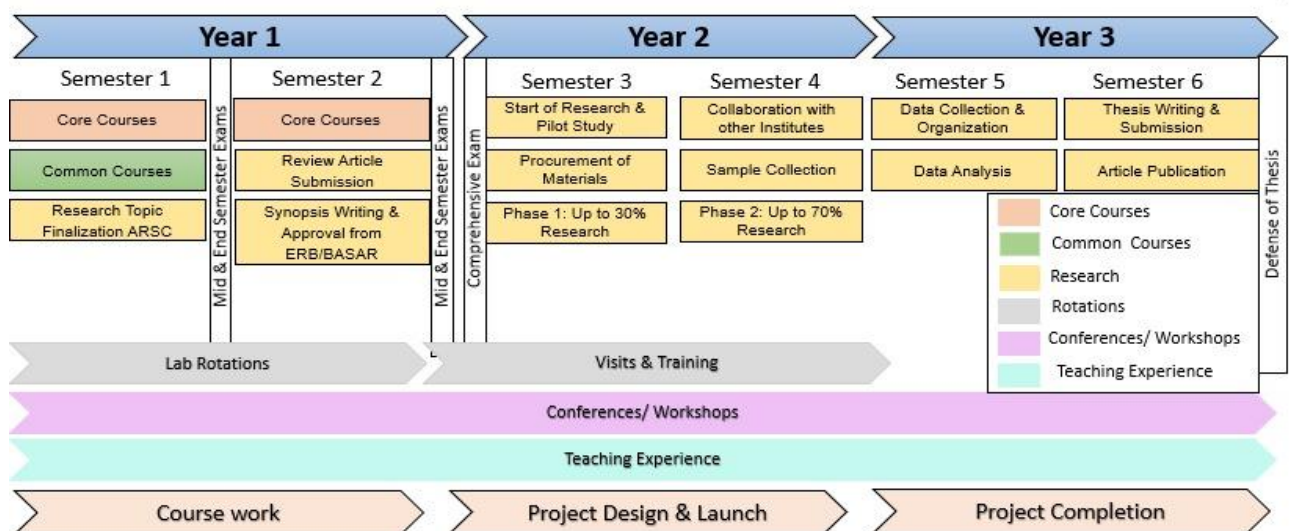 Year 1
Year 2
Year 3
Semester 1
Semester 2
Semester 3
Semester 4
Semester 5
Semester 6
Core Courses
Common Courses
Research Topic
Finalization ARSC
Mid & End Semester Exams
Core Courses
Review Article
Submission
Synopsis Writing &
Approval from
ERB/BASAR
Mid & End Semester Exams
Comprehensive Exam
Start of Research &
Pilot Study
Procurement of
Materials
Phase 1: Up to 30%
Research
Collaboration with
other Institutes
Sample Collection
Phase 2: Up to 70%
Research
Data Collection &
Organization
Data Analysis
Thesis Writing &
Submission
Article Publication
Defense of Thesis
Core Courses
Common Courses
Research
Rotations
Conferences/ Workshops
Teaching Experience
Lab Rotations
Visits & Training
Conferences/ Workshops
Teaching Experience
Course work
Project Design & Launch
Project Completion